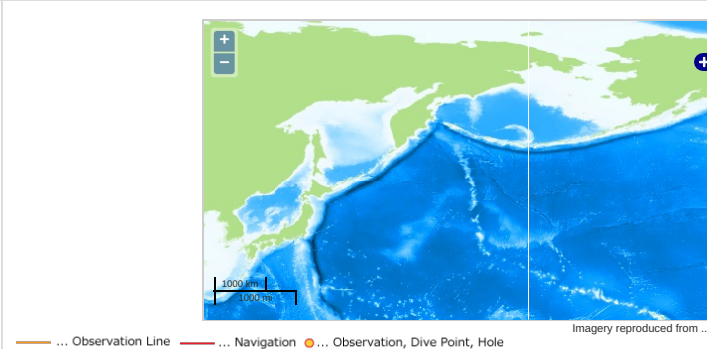 +
−
1000 km
1000 mi
Imagery reproduced from ..
... Observation Line ... Navigation ... Observation, Dive Point, Hole